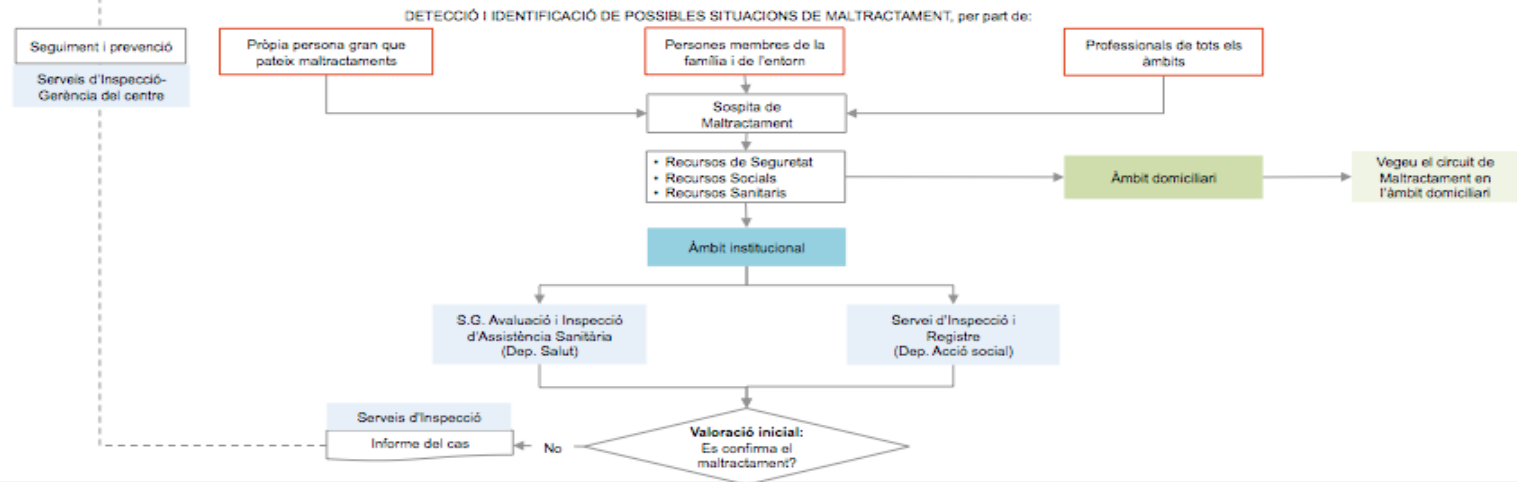 DETECCIÓ I IDENTIFICACIÓ DE POSSIBLES SITUACIONS DE MALTRACTAMENT, per part de:
Seguiment i prevenció
Serveis d'Inspecció-
Gerència del centre
Pròpia persona gran que
pateix maltractaments
Persones membres de la
família i de l'entorn
Professionals de tots els
àmbits
Sospita de
Maltractament
• Recursos de Seguretat
• Recursos Socials
• Recursos Sanitaris
Àmbit domiciliari
Vegeu el circuit de
Maltractament en
l'àmbit domiciliari
Àmbit institucional
S.G. Avaluació i Inspecció
d'Assistència Sanitària
(Dep. Salut)
Servei d'Inspecció i
Registre
(Dep. Acció social)
Serveis d'Inspecció
Informe del cas
No
Valoració inicial:
Es confirma el
maltractament?